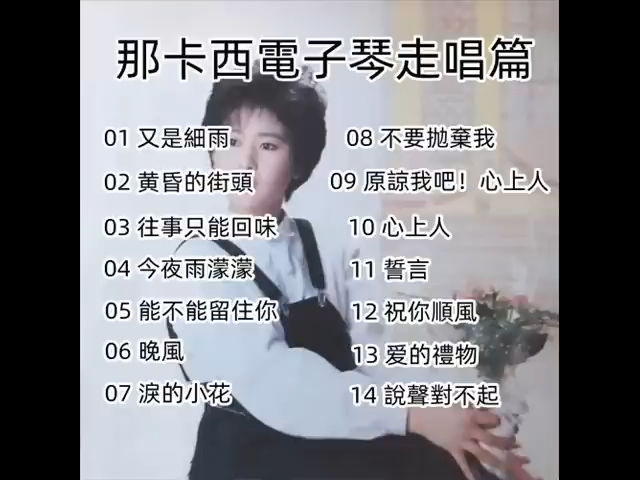 那卡西電子琴走唱篇
01 又是細雨
02 黄昏的街頭
03 往事只能回味
04 今夜雨濛濛
05 能不能留住你
06 晚風
07 淚的小花
08 不要拋棄我
09 原諒我吧！心上人
10 心上人
11 誓言
12 祝你順風
13 爱的禮物
14 說聲對不起